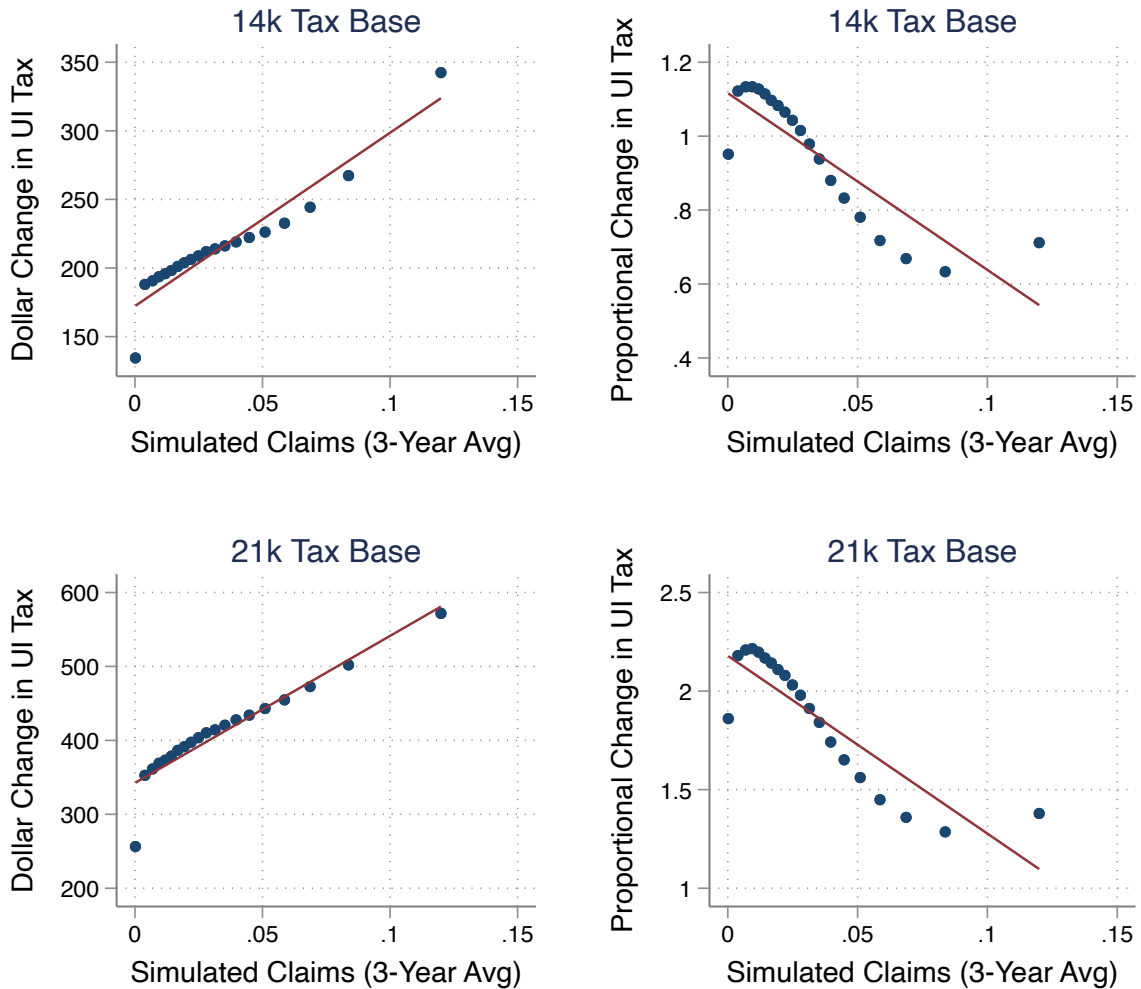 14k Tax Base
Dollar Change in UI Tax
350
300
250
200
150
0 .05 .1 .15
Simulated Claims (3-Year Avg)
14k Tax Base
Proportional Change in UI Tax
1.2
1
.8
.6
.4
0 .05 .1 .15
Simulated Claims (3-Year Avg)
21k Tax Base
Dollar Change in UI Tax
600
500
400
300
200
0 .05 .1 .15
Simulated Claims (3-Year Avg)
21k Tax Base
Proportional Change in UI Tax
2.5
2
1.5
1
0 .05 .1 .15
Simulated Claims (3-Year Avg)